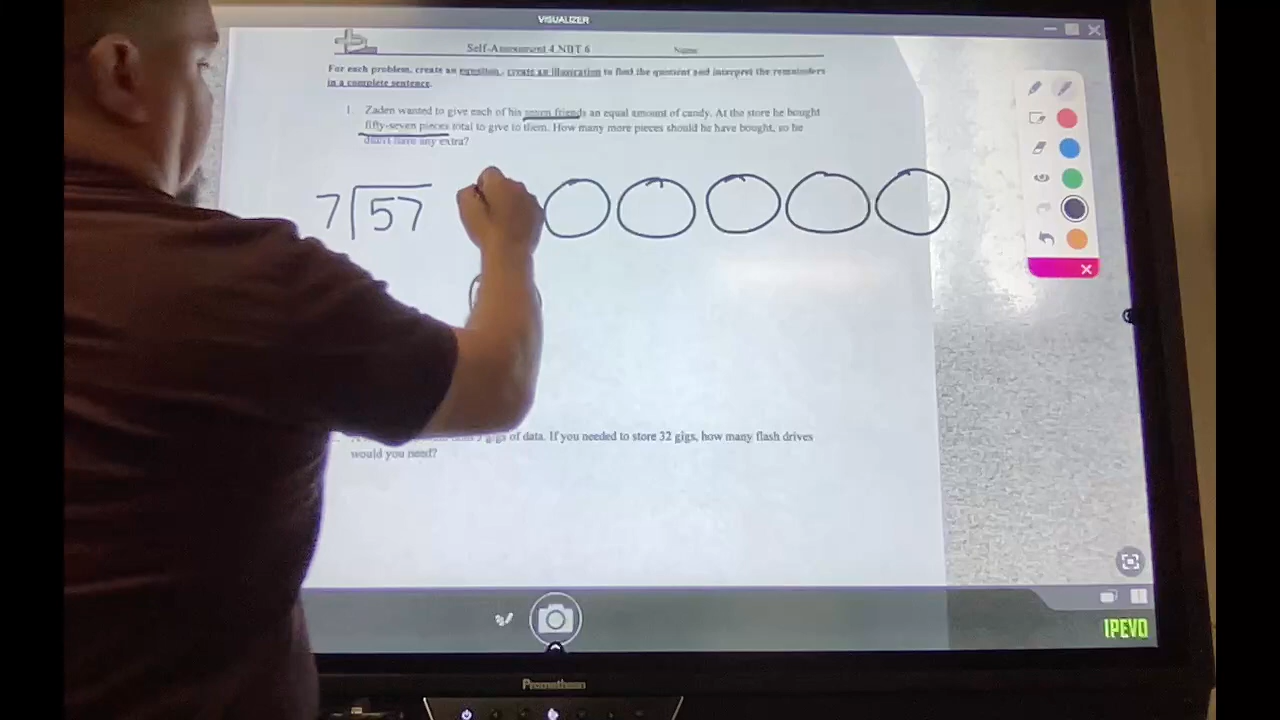 VISUALIZER
Self-Assessment 4.NBT 6 Name
For each problem, create an equation, create an illustration to find the quotient and interpret the remainders
in a complete sentence.
1. Zaden wanted to give each of his seven friends an equal amount of candy. At the store he bought
fifty-seven pieces total to give to them. How many more pieces should he have bought, so he
didn't have any extra?
7 57
gigs of data. If you needed to store 32 gigs, how many flash drives
would you need?
IPEVO
Promethean